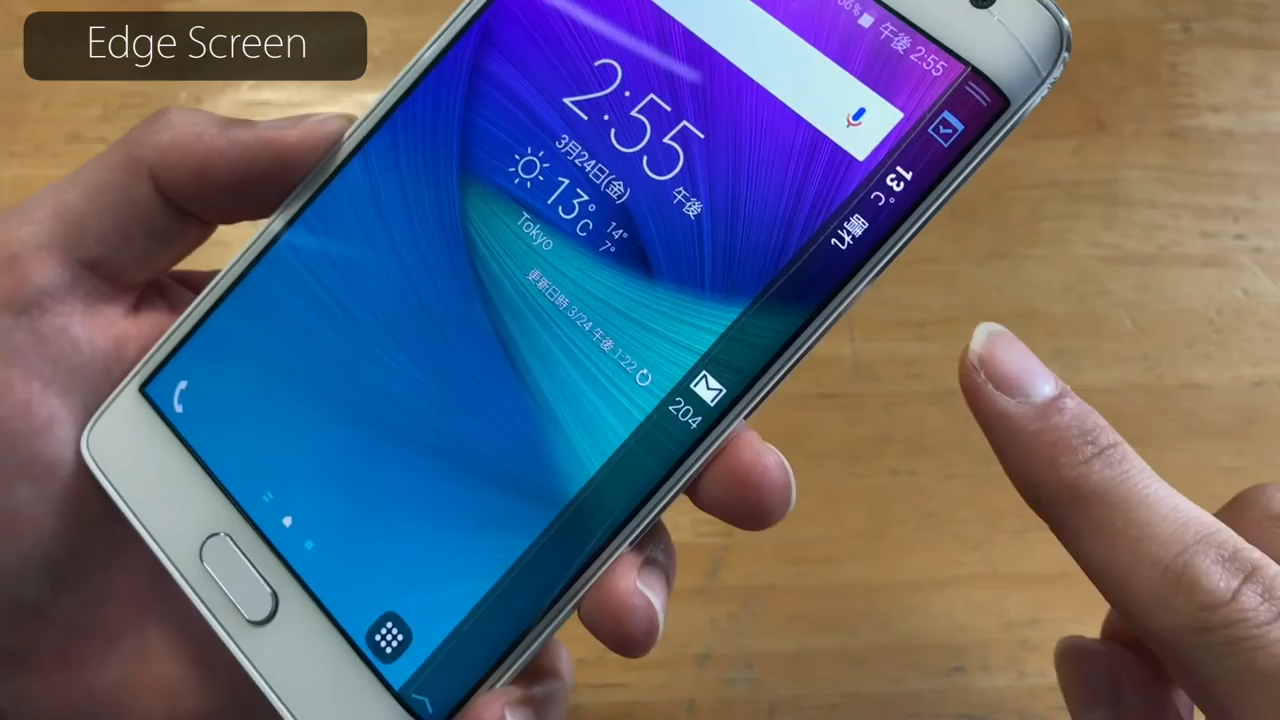 Edge Screen
66%
午後 2:55
2:55
午後
3月24日(金)
13°C
14°
7°
Tokyo
更新日時 3/24 午後 1:22
13°C 晴れ
204